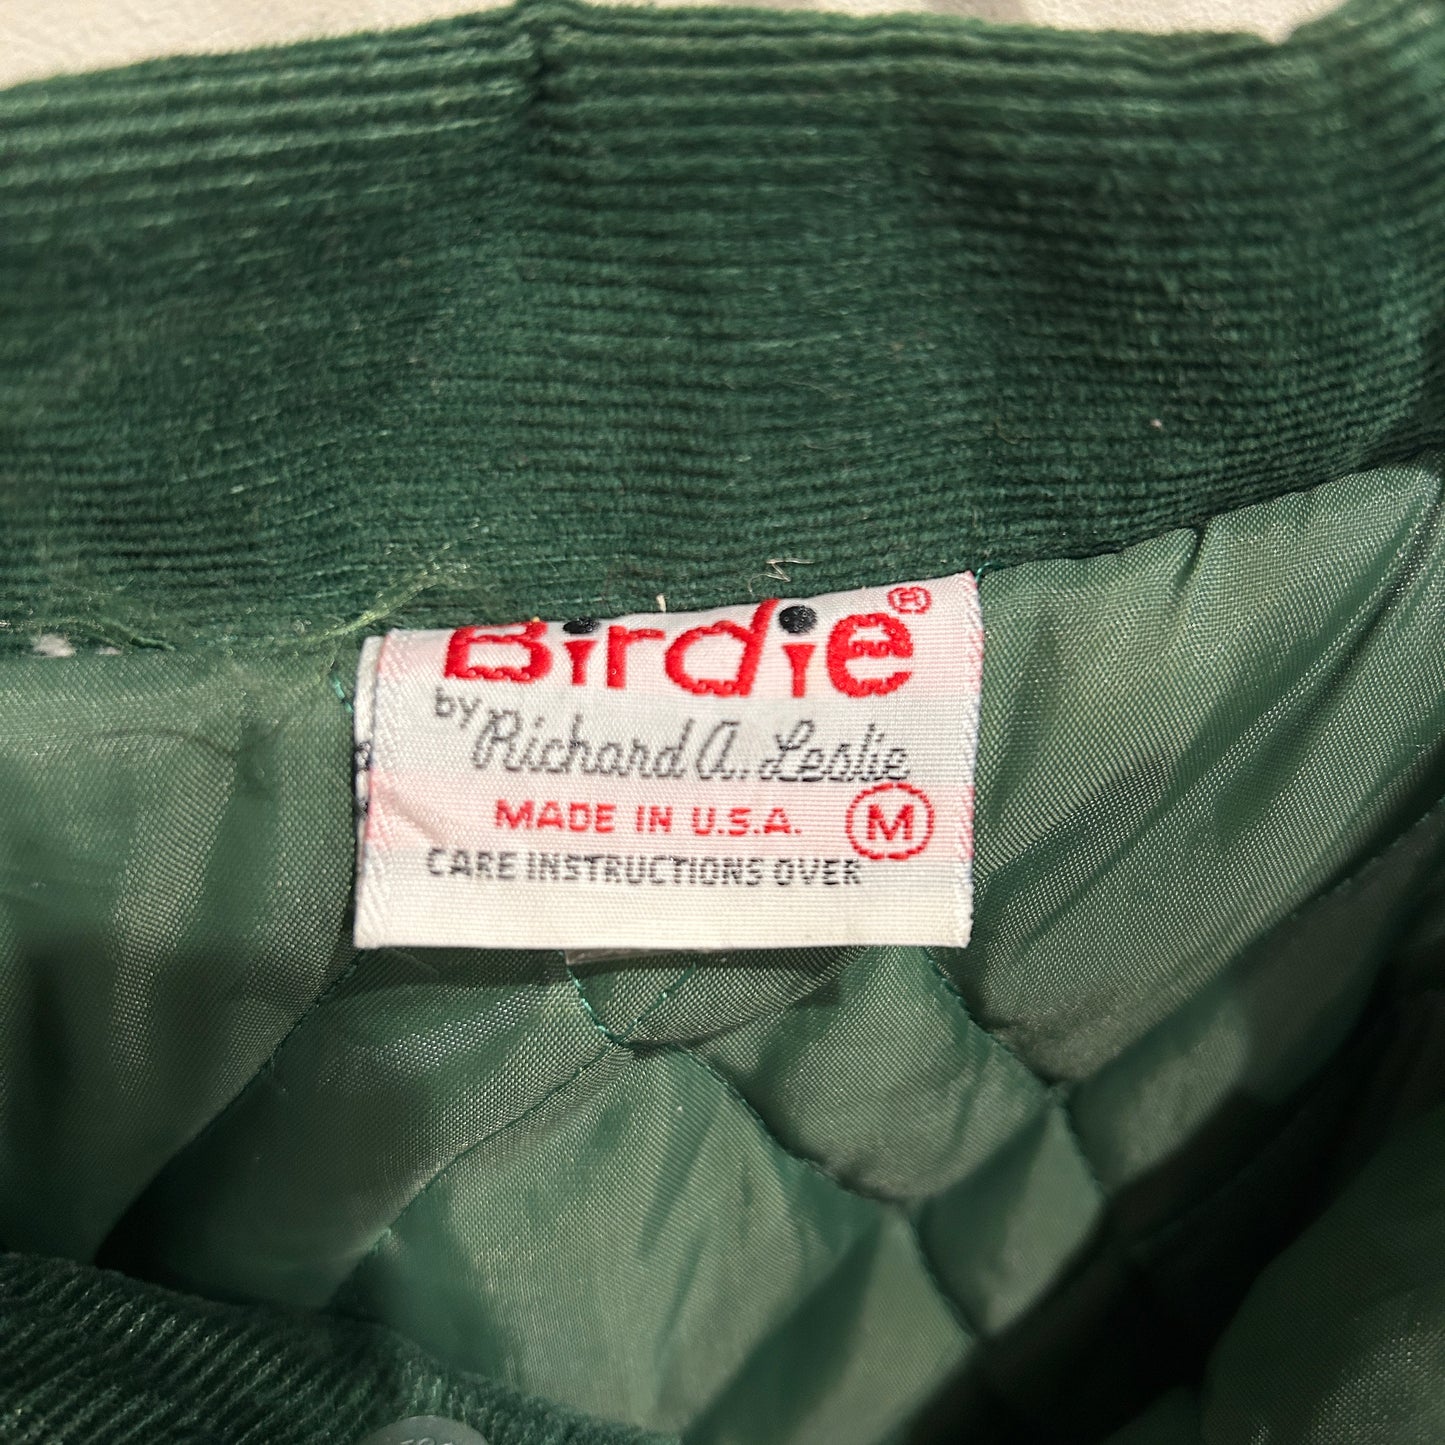 Birdie®
by Richard A. Leslie
MADE IN U.S.A. M
CARE INSTRUCTIONS OVER